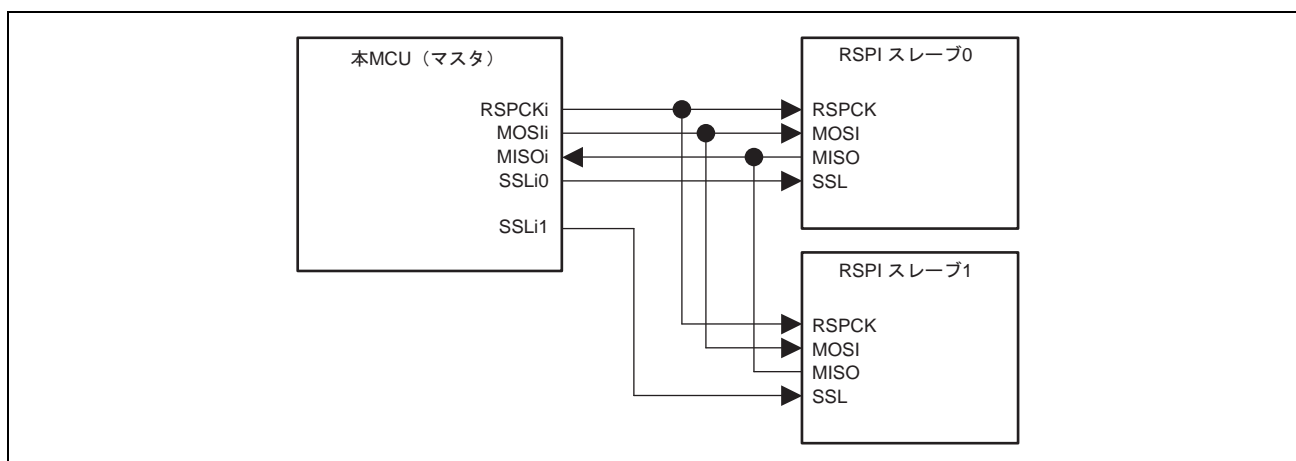 本MCU（マスタ）
RSPCKi
MOSIi
MISOi
SSLi0
SSLi1
RSPI スレーブ0
RSPCK
MOSI
MISO
SSL
RSPI スレーブ1
RSPCK
MOSI
MISO
SSL